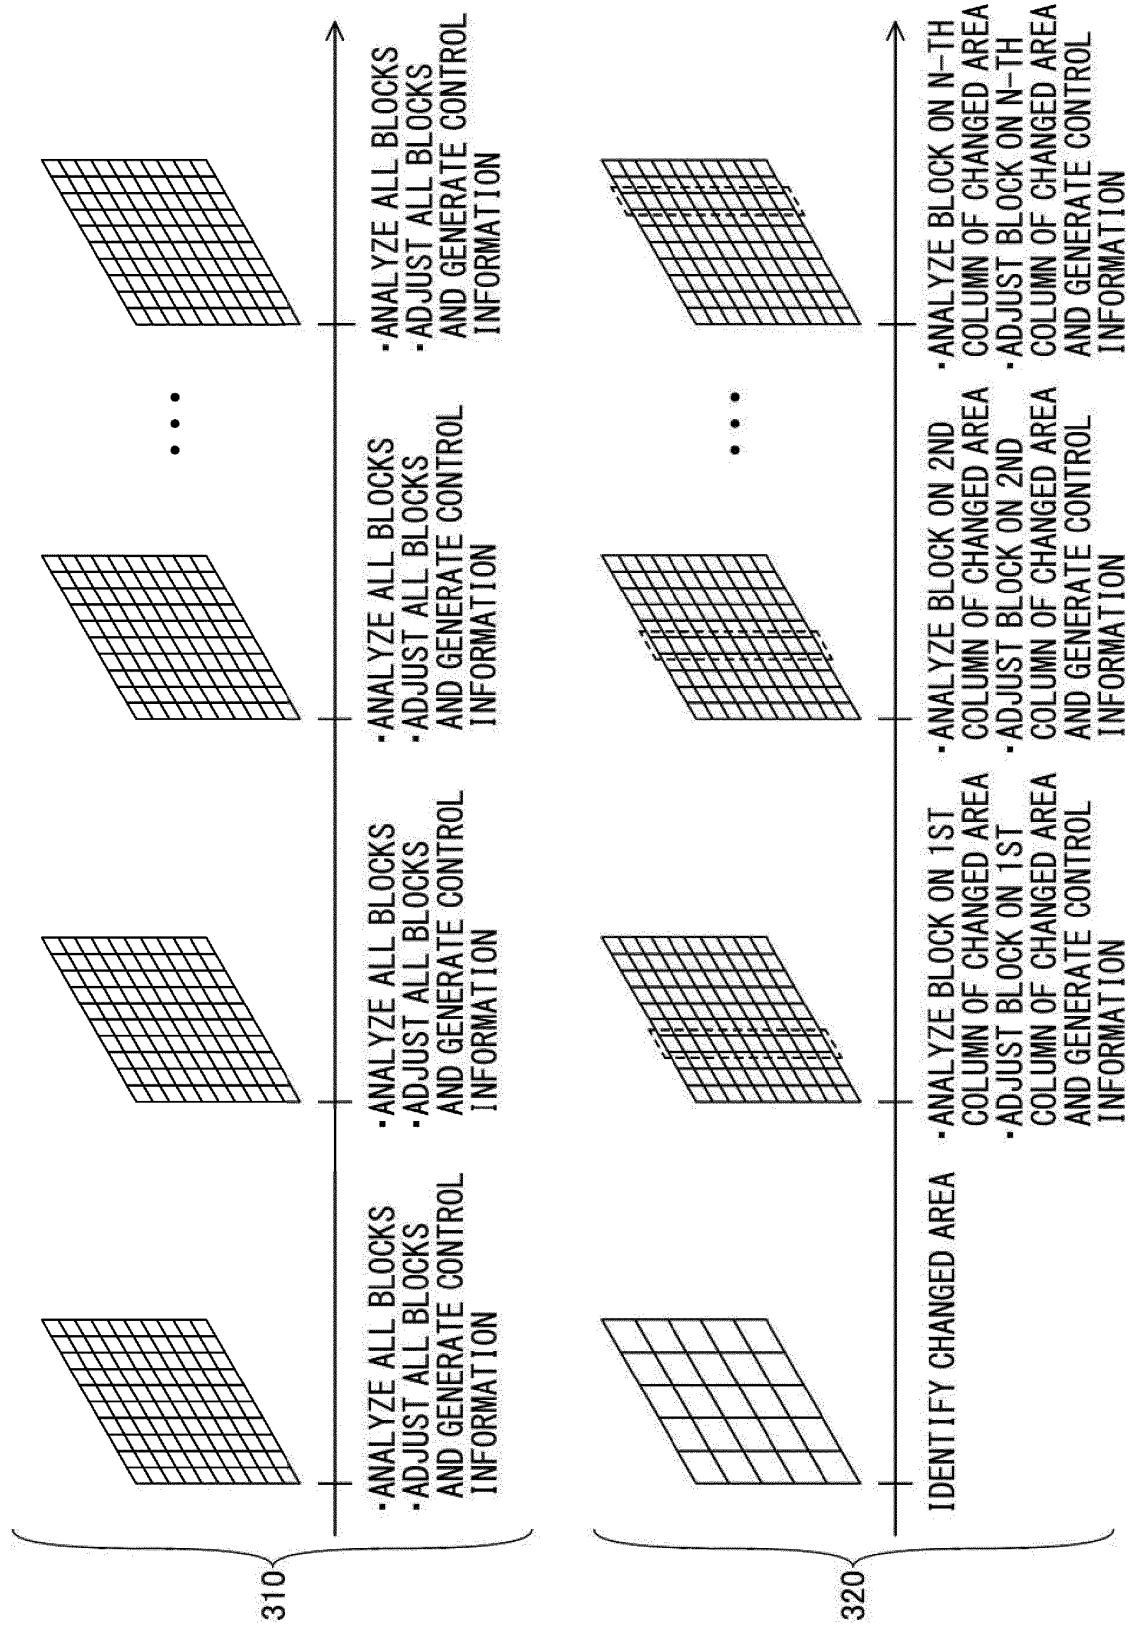 310
·ANALYZE ALL BLOCKS
·ADJUST ALL BLOCKS
AND GENERATE CONTROL
INFORMATION
·ANALYZE ALL BLOCKS
·ADJUST ALL BLOCKS
AND GENERATE CONTROL
INFORMATION
·ANALYZE ALL BLOCKS
·ADJUST ALL BLOCKS
AND GENERATE CONTROL
INFORMATION
·ANALYZE ALL BLOCKS
·ADJUST ALL BLOCKS
AND GENERATE CONTROL
INFORMATION
320
IDENTIFY CHANGED AREA
·ANALYZE BLOCK ON 1ST
COLUMN OF CHANGED AREA
·ADJUST BLOCK ON 1ST
COLUMN OF CHANGED AREA
AND GENERATE CONTROL
INFORMATION
·ANALYZE BLOCK ON 2ND
COLUMN OF CHANGED AREA
·ADJUST BLOCK ON 2ND
COLUMN OF CHANGED AREA
AND GENERATE CONTROL
INFORMATION
·ANALYZE BLOCK ON N-TH
COLUMN OF CHANGED AREA
·ADJUST BLOCK ON N-TH
COLUMN OF CHANGED AREA
AND GENERATE CONTROL
INFORMATION